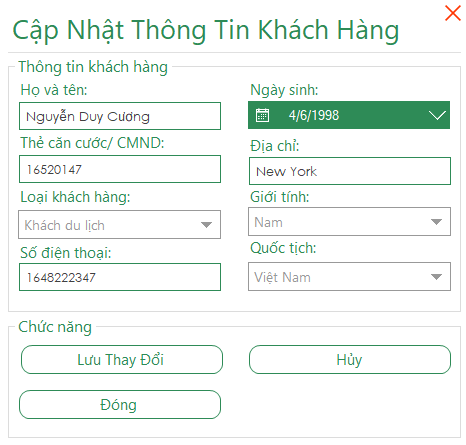 Cập Nhật Thông Tin Khách Hàng
Thông tin khách hàng
Họ và tên:
Nguyễn Duy Cương
Ngày sinh:
4/6/1998
Thẻ căn cước/ CMND:
16520147
Địa chỉ:
New York
Loại khách hàng:
Khách du lịch
Giới tính:
Nam
Số điện thoại:
1648222347
Quốc tịch:
Việt Nam
Chức năng
Lưu Thay Đổi
Hủy
Đóng